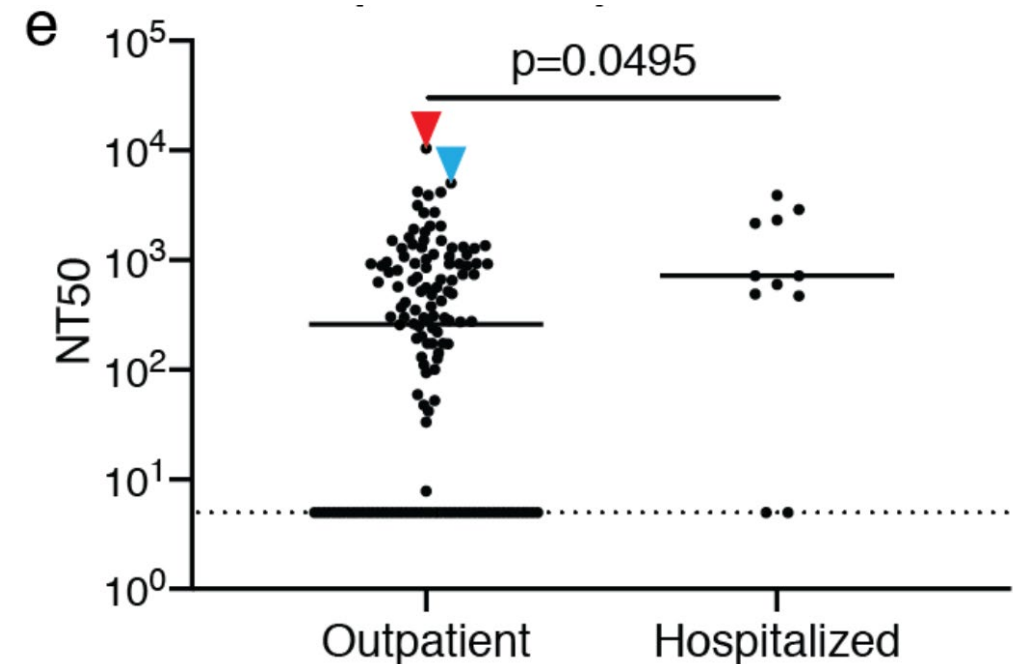 e
p=0.0495
NT50
10⁵
10⁴
10³
10²
10¹
10⁰
Outpatient
Hospitalized